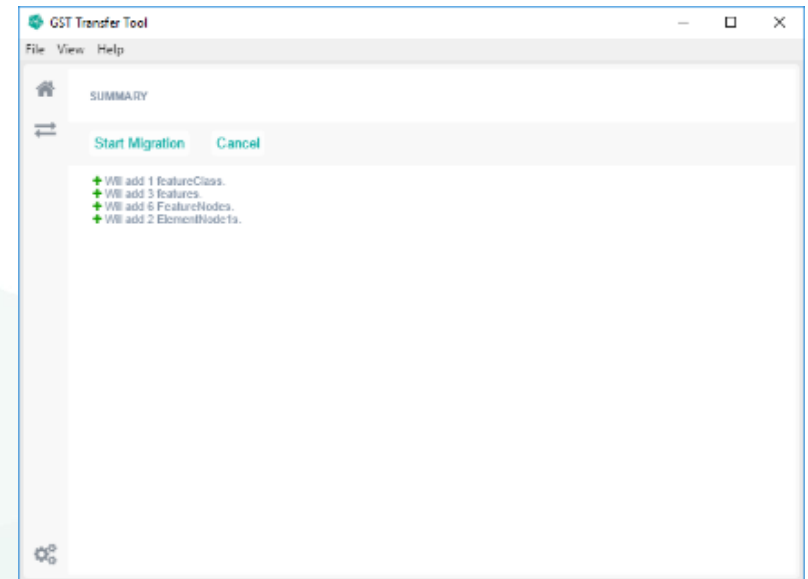 GST Transfer Tool
File View Help
SUMMARY
Start Migration Cancel
Will add 1 featureClass.
Will add 3 features.
Will add 6 FeatureNodes.
Will add 2 ElementNode1s.